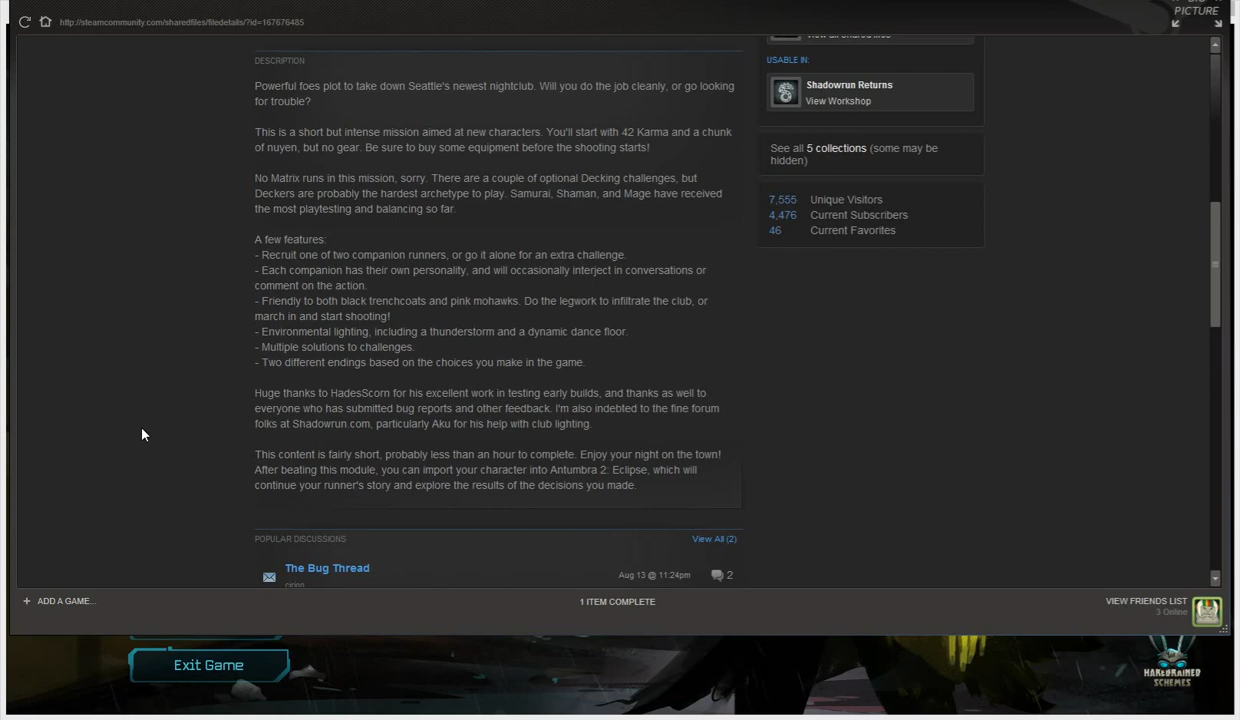 PICTURE
http://steamcommunity.com/sharedfiles/filedetails/?id=167676485
DESCRIPTION
Powerful foes plot to take down Seattle's newest nightclub. Will you do the job cleanly, or go looking
for trouble?
This is a short but intense mission aimed at new characters. You'll start with 42 Karma and a chunk
of nuyen, but no gear. Be sure to buy some equipment before the shooting starts!
No Matrix runs in this mission, sorry. There are a couple of optional Decking challenges, but
Deckers are probably the hardest archetype to play. Samurai, Shaman, and Mage have received
the most playtesting and balancing so far.
A few features:
- Recruit one of two companion runners, or go it alone for an extra challenge.
- Each companion has their own personality, and will occasionally interject in conversations or
comment on the action.
- Friendly to both black trenchcoats and pink mohawks. Do the legwork to infiltrate the club, or
march in and start shooting!
- Environmental lighting, including a thunderstorm and a dynamic dance floor.
- Multiple solutions to challenges.
- Two different endings based on the choices you make in the game.
Huge thanks to HadesScorn for his excellent work in testing early builds, and thanks as well to
everyone who has submitted bug reports and other feedback. I'm also indebted to the fine forum
folks at Shadowrun.com, particularly Aku for his help with club lighting.
This content is fairly short, probably less than an hour to complete. Enjoy your night on the town!
After beating this module, you can import your character into Antumbra 2: Eclipse, which will
continue your runner's story and explore the results of the decisions you made.
POPULAR DISCUSSIONS
View All (2)
The Bug Thread
Aug 13 @ 11:24pm
2
USABLE IN:
Shadowrun Returns
View Workshop
See all 5 collections (some may be
hidden)
7,555 Unique Visitors
4,476 Current Subscribers
46 Current Favorites
+ ADD A GAME...
1 ITEM COMPLETE
VIEW FRIENDS LIST
3 Online
Exit Game
HAREBRAINED
SCHEMES